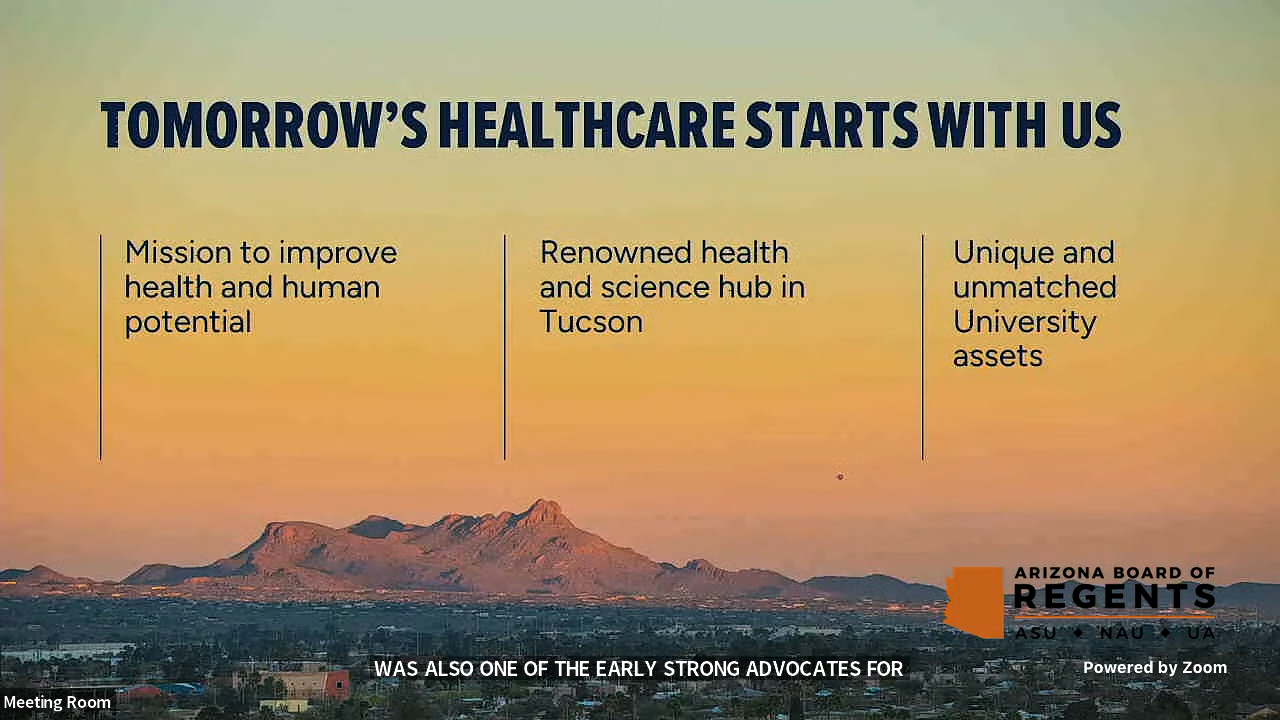 TOMORROW'S HEALTHCARE STARTS WITH US
Mission to improve
health and human
potential
Renowned health
and science hub in
Tucson
Unique and
unmatched
University
assets
ARIZONA BOARD OF
REGENTS
ASU ♦ NAU ♦ UA
WAS ALSO ONE OF THE EARLY STRONG ADVOCATES FOR
Powered by Zoom
Meeting Room